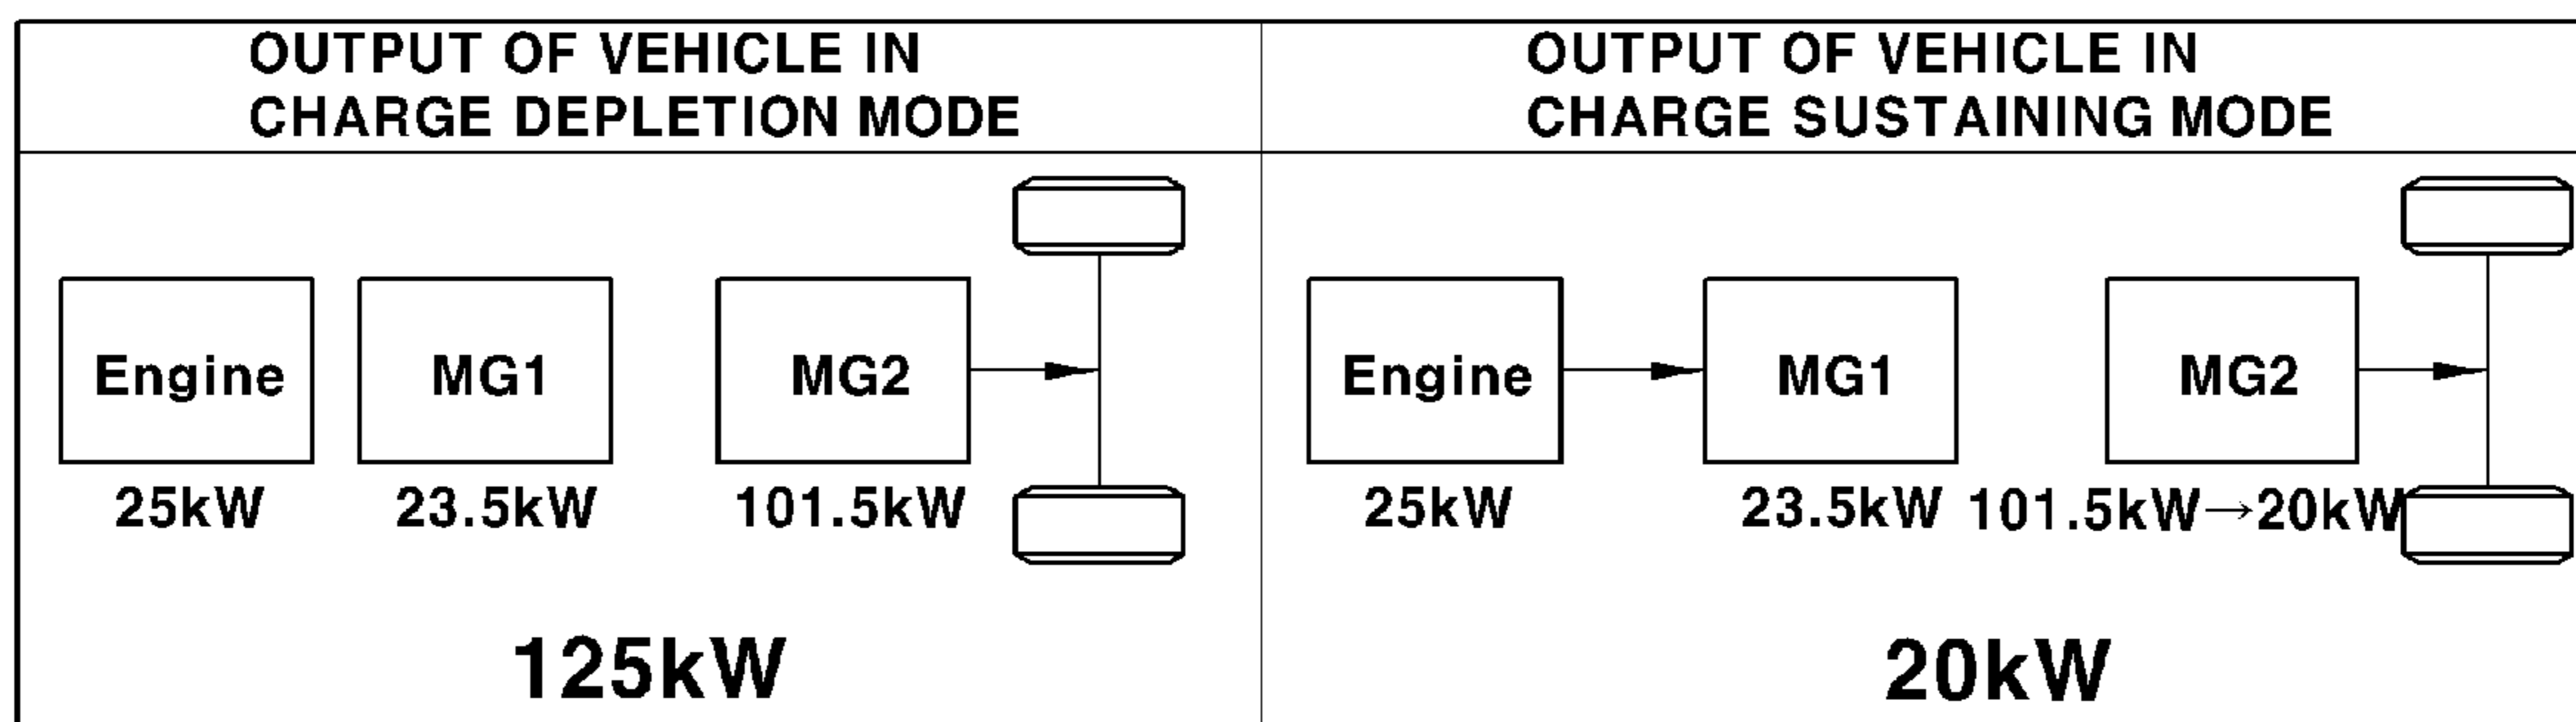 OUTPUT OF VEHICLE IN
CHARGE DEPLETION MODE
OUTPUT OF VEHICLE IN
CHARGE SUSTAINING MODE
Engine
MG1
MG2
25kW
23.5kW
101.5kW
125kW
Engine
MG1
MG2
25kW
23.5kW
101.5kW→20kW
20kW